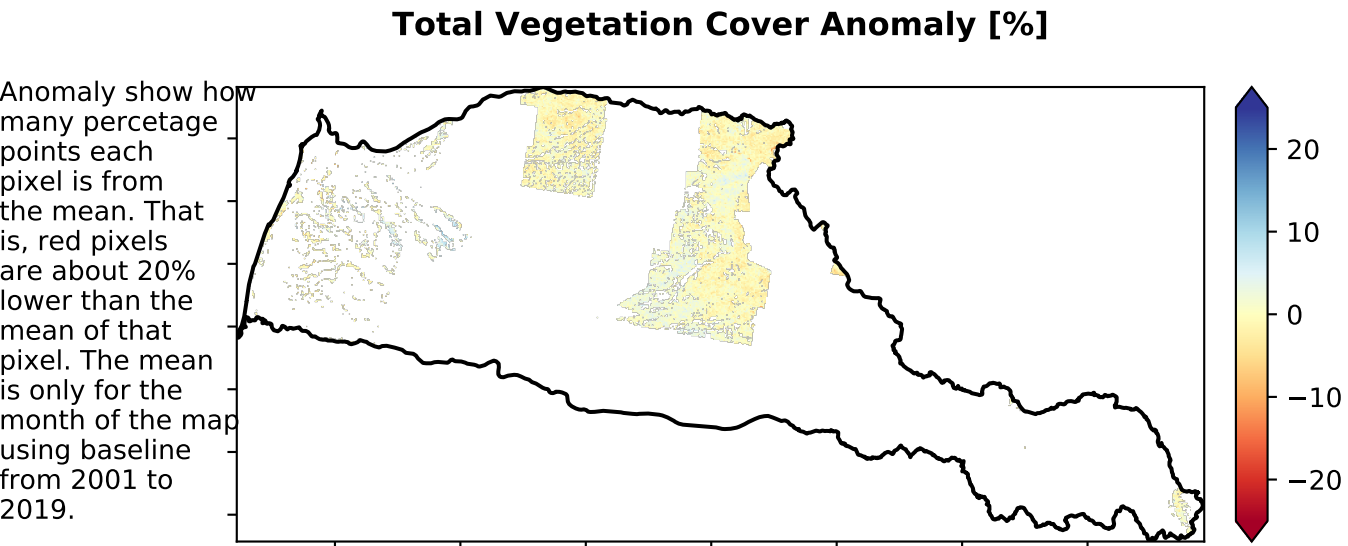 Total Vegetation Cover Anomaly [%]
Anomaly show how
many percetage
points each
pixel is from
the mean. That
is, red pixels
are about 20%
lower than the
mean of that
pixel. The mean
is only for the
month of the map
using baseline
from 2001 to
2019.
20
10
0
−10
−20